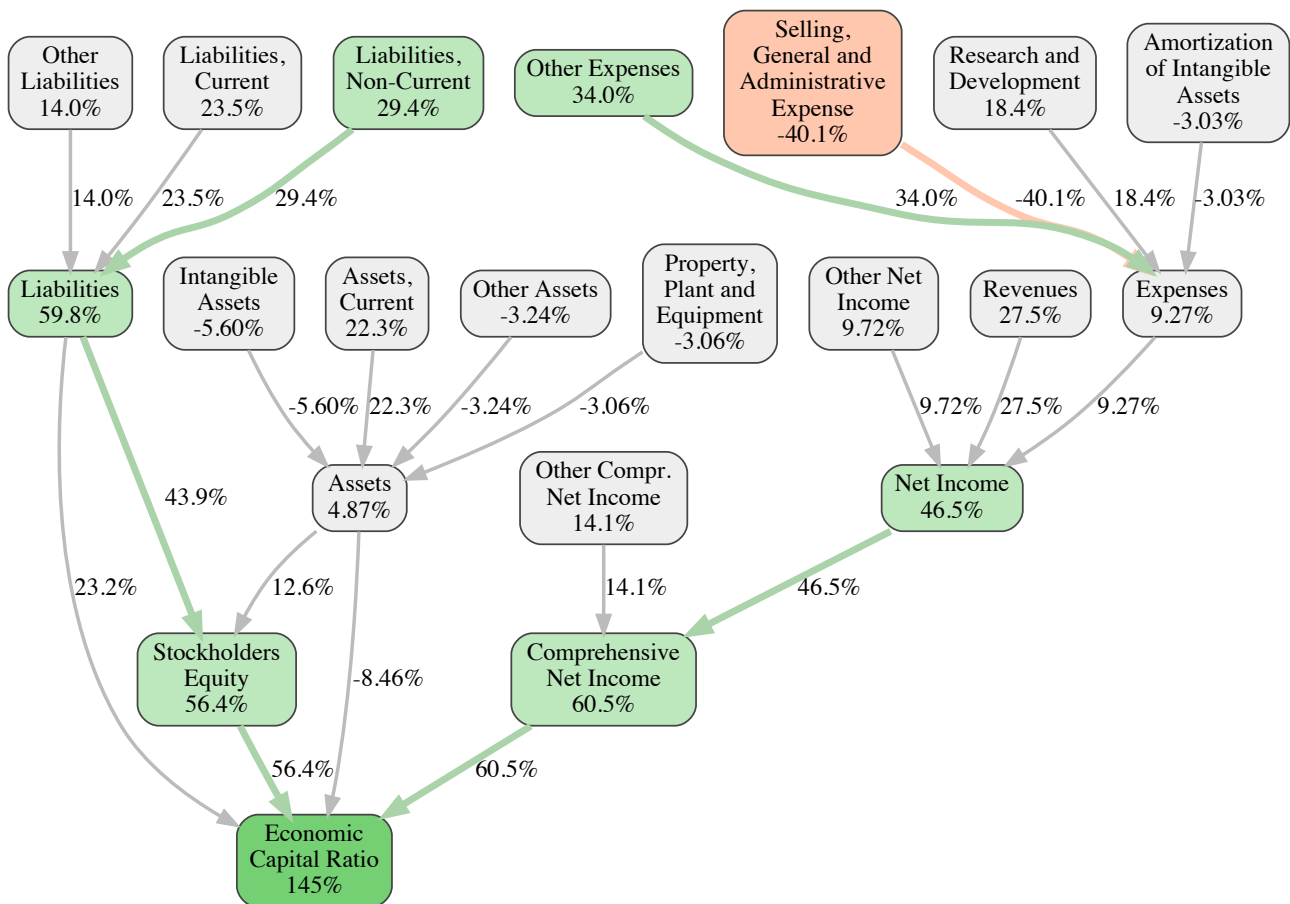 Other
Liabilities
14.0%
Liabilities,
Current
23.5%
Liabilities,
Non-Current
29.4%
Other Expenses
34.0%
Selling,
General and
Administrative
Expense
-40.1%
Research and
Development
18.4%
Amortization
of Intangible
Assets
-3.03%
14.0%
23.5%
29.4%
34.0%
-40.1%
18.4%
-3.03%
Liabilities
59.8%
Intangible
Assets
-5.60%
Assets,
Current
22.3%
Other Assets
-3.24%
Property,
Plant and
Equipment
-3.06%
Other Net
Income
9.72%
Revenues
27.5%
Expenses
9.27%
-5.60%
22.3%
-3.24%
-3.06%
9.72%
27.5%
9.27%
43.9%
Assets
4.87%
Other Compr.
Net Income
14.1%
Net Income
46.5%
23.2%
12.6%
14.1%
46.5%
Stockholders
Equity
56.4%
-8.46%
Comprehensive
Net Income
60.5%
56.4%
60.5%
Economic
Capital Ratio
145%